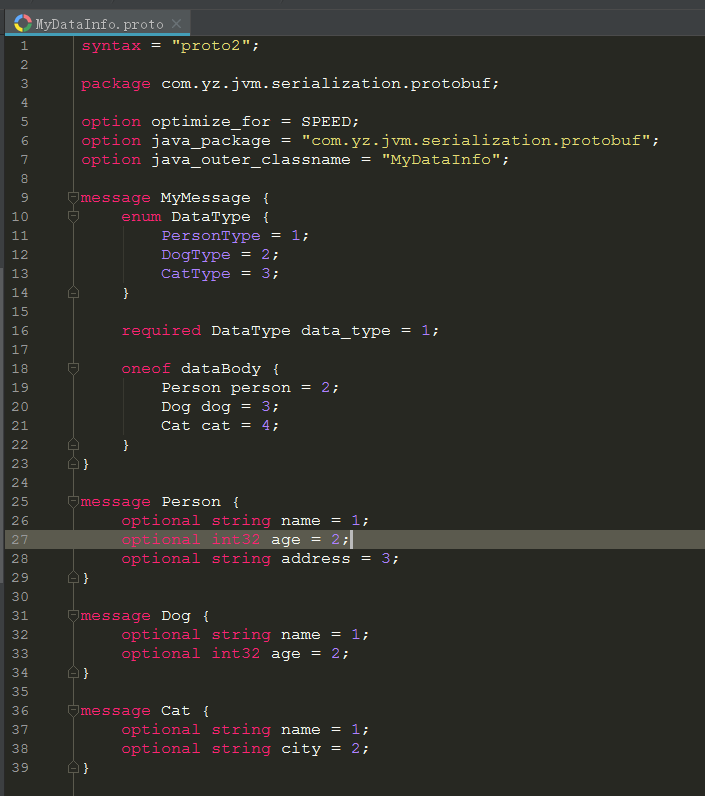 MyDataInfo.proto
1 syntax = "proto2";
2
3 package com.yz.jvm.serialization.protobuf;
4
5 option optimize_for = SPEED;
6 option java_package = "com.yz.jvm.serialization.protobuf";
7 option java_outer_classname = "MyDataInfo";
8
9 message MyMessage {
10     enum DataType {
11         PersonType = 1;
12         DogType = 2;
13         CatType = 3;
14     }
15
16     required DataType data_type = 1;
17
18     oneof dataBody {
19         Person person = 2;
20         Dog dog = 3;
21         Cat cat = 4;
22     }
23 }
24
25 message Person {
26     optional string name = 1;
27     optional int32 age = 2;
28     optional string address = 3;
29 }
30
31 message Dog {
32     optional string name = 1;
33     optional int32 age = 2;
34 }
35
36 message Cat {
37     optional string name = 1;
38     optional string city = 2;
39 }